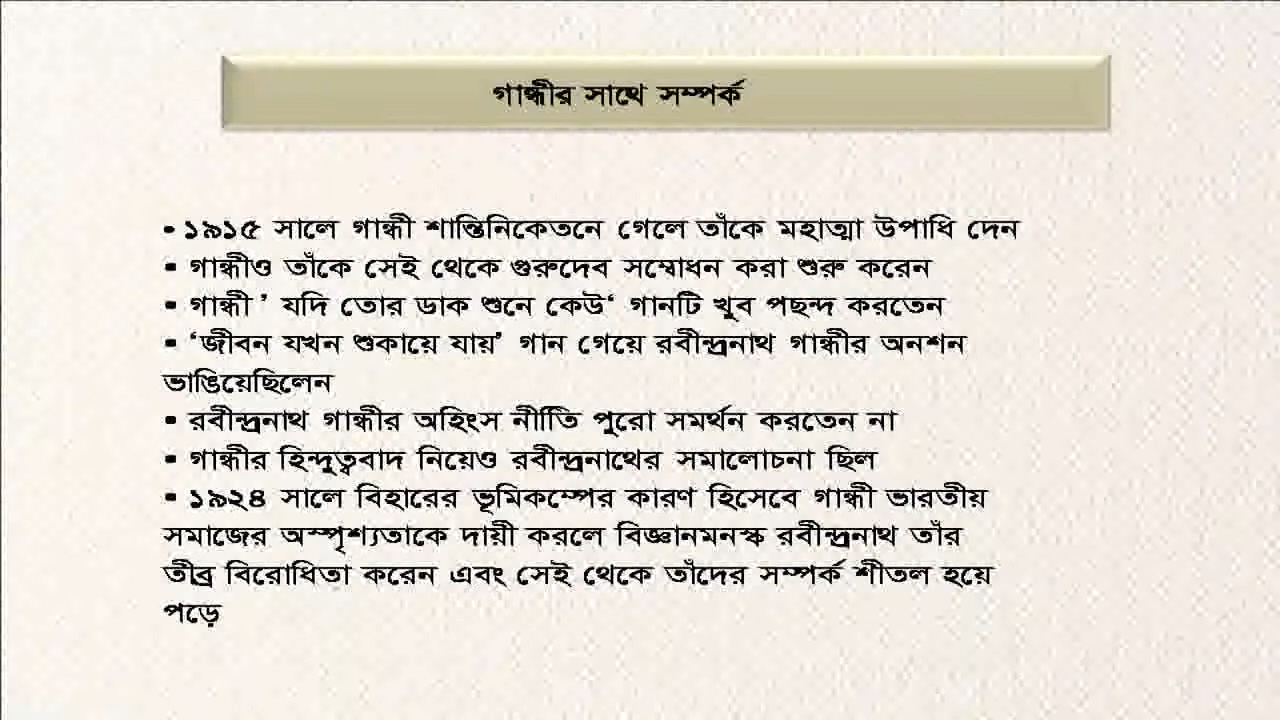 গান্ধীর সাথে সম্পর্ক
▪ ১৯১৫ সালে গান্ধী শান্তিনিকেতনে গেলে তাঁকে মহাত্মা উপাধি দেন
▪ গান্ধীও তাঁকে সেই থেকে গুরুদেব সম্বোধন করা শুরু করেন
▪ গান্ধী ’ যদি তোর ডাক শুনে কেউ‘ গানটি খুব পছন্দ করতেন
▪ ‘জীবন যখন শুকায়ে যায়’ গান গেয়ে রবীন্দ্রনাথ গান্ধীর অনশন
ভাঙিয়েছিলেন
▪ রবীন্দ্রনাথ গান্ধীর অহিংস নীতি পুরো সমর্থন করতেন না
▪ গান্ধীর হিন্দুত্ববাদ নিয়েও রবীন্দ্রনাথের সমালোচনা ছিল
▪ ১৯২৪ সালে বিহারের ভূমিকম্পের কারণ হিসেবে গান্ধী ভারতীয়
সমাজের অস্পৃশ্যতাকে দায়ী করলে বিজ্ঞানমনস্ক রবীন্দ্রনাথ তাঁর
তীব্র বিরোধিতা করেন এবং সেই থেকে তাঁদের সম্পর্ক শীতল হয়ে
পড়ে